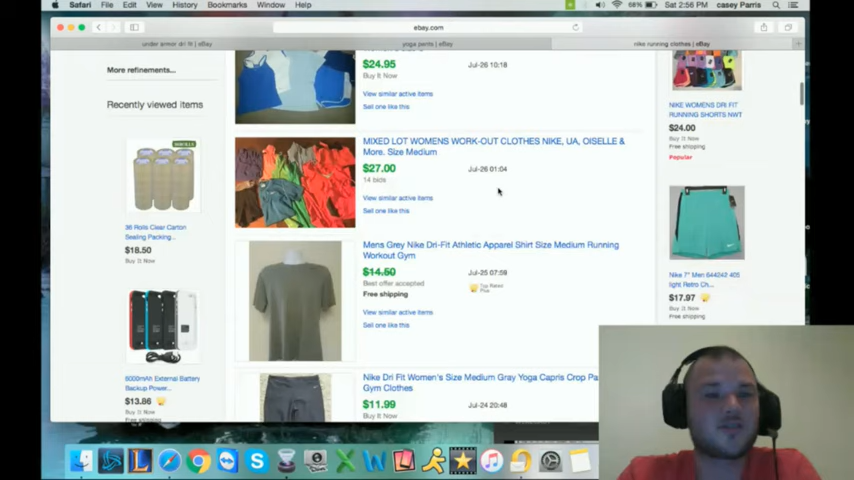 Safari File Edit View History Bookmarks Window Help
68% Sat 2:56 PM casey Parris
ebay.com
under armor dri fit | eBay
yoga pants | eBay
nike running clothes | eBay
More refinements...
Recently viewed items
36 Rolls Clear Carton
Sealing Packing...
$18.50
Buy It Now
6000mAh External Battery
Backup Power...
$13.86
Buy It Now
Free shipping
$24.95
Jul-26 10:18
Buy It Now
View similar active items
Sell one like this
MIXED LOT WOMENS WORK-OUT CLOTHES NIKE, UA, OISELLE &
More. Size Medium
$27.00
Jul-26 01:04
14 bids
View similar active items
Sell one like this
Mens Grey Nike Dri-Fit Athletic Apparel Shirt Size Medium Running
Workout Gym
$14.50
Jul-25 07:59
Best offer accepted
Top Rated
Plus
Free shipping
View similar active items
Sell one like this
Nike Dri Fit Women's Size Medium Gray Yoga Capris Crop Pa
Gym Clothes
$11.99
Jul-24 20:48
Buy It Now
NIKE WOMENS DRI FIT
RUNNING SHORTS NWT
$24.00
Buy It Now
Free shipping
Popular
Nike 7" Men 644242 405
light Retro Ch...
$17.97
Buy It Now
Free shipping